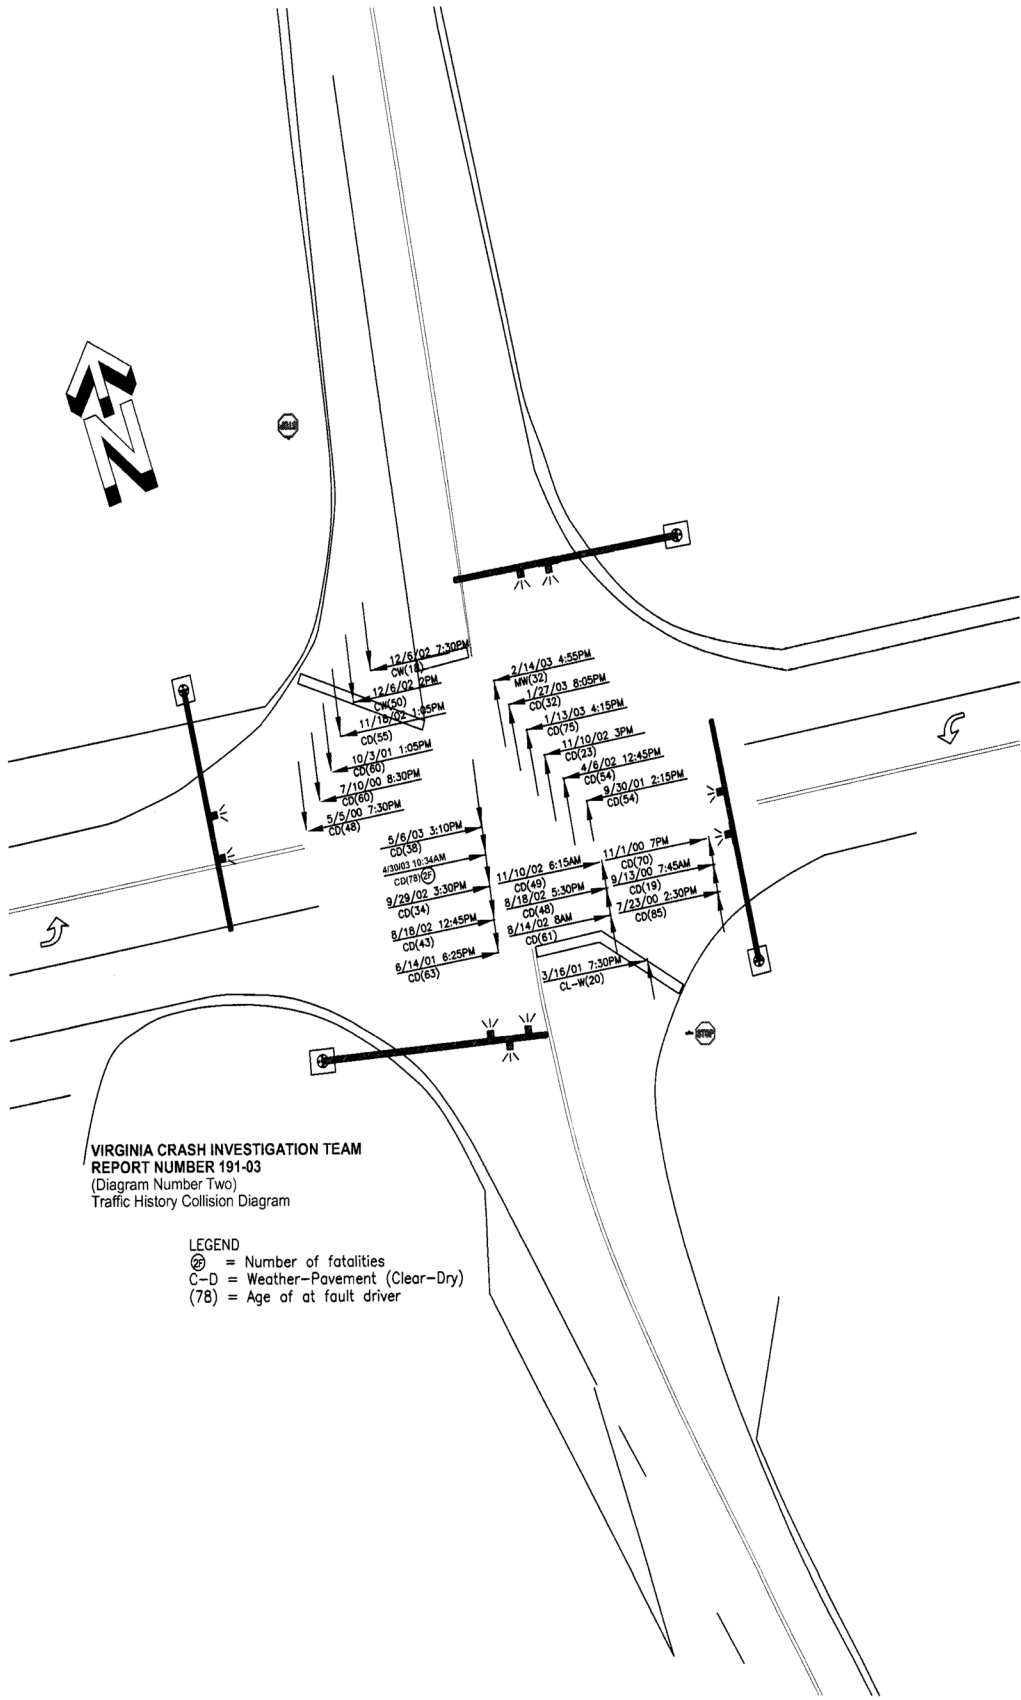 STOP
N
12/6/02 7:30PM
CW(18)
12/6/02 2PM
CW(50)
11/18/02 1:05PM
CD(55)
10/3/01 1:05PM
CD(60)
7/10/00 8:30PM
CD(60)
5/5/00 7:30PM
CD(48)
2/14/03 4:55PM
MW(32)
1/27/03 8:05PM
CD(32)
1/13/03 4:15PM
CD(75)
11/10/02 3PM
CD(23)
4/6/02 12:45PM
CD(54)
9/30/01 2:15PM
CD(54)
5/6/03 3:10PM
CD(38)
4/30/03 10:34AM
CD(78) 2F
9/29/02 3:30PM
CD(34)
8/18/02 12:45PM
CD(43)
6/14/01 6:25PM
CD(63)
11/10/02 6:15AM
CD(49)
8/18/02 5:30PM
CD(48)
8/14/02 8AM
CD(61)
11/1/00 7PM
CD(70)
9/13/00 7:45AM
CD(19)
7/23/00 2:30PM
CD(85)
3/16/01 7:30PM
CL-W(20)
STOP
VIRGINIA CRASH INVESTIGATION TEAM
REPORT NUMBER 191-03
(Diagram Number Two)
Traffic History Collision Diagram
LEGEND
2F = Number of fatalities
C-D = Weather-Pavement (Clear-Dry)
(78) = Age of at fault driver